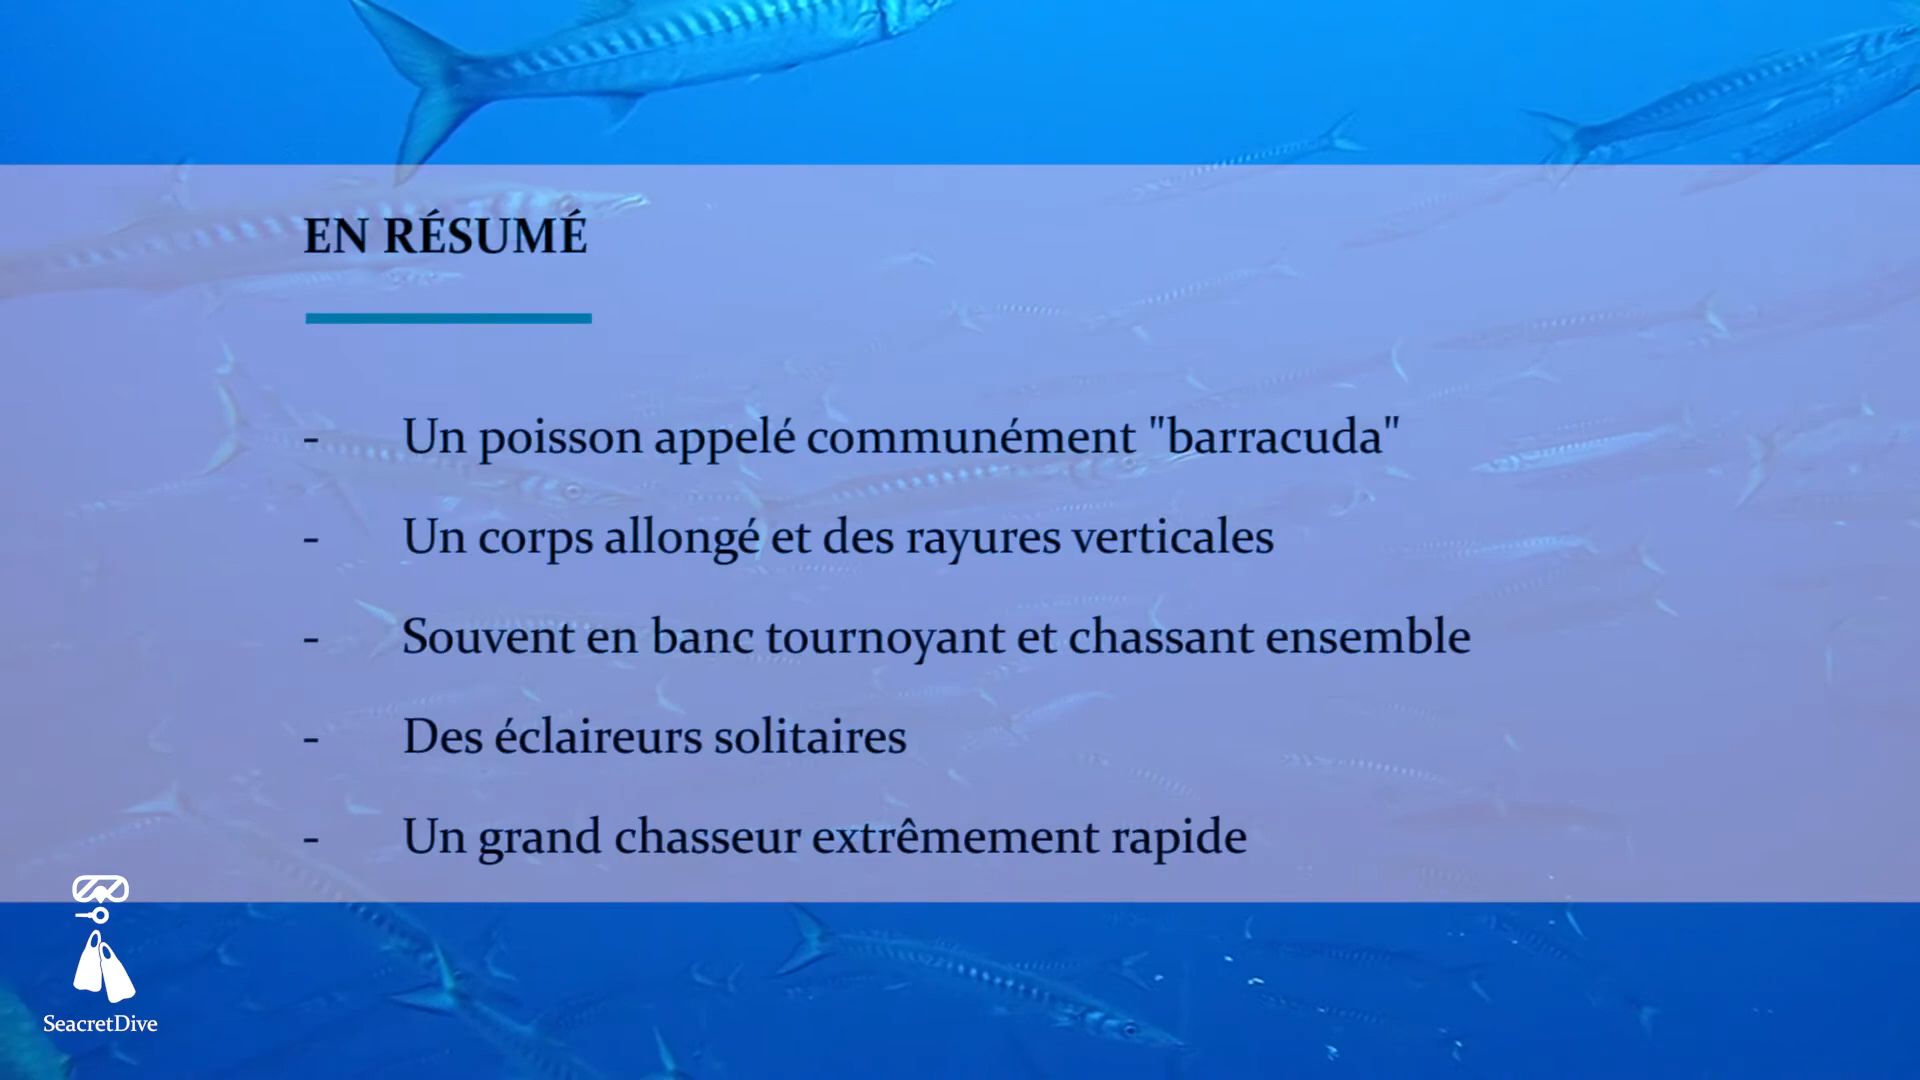 EN RÉSUMÉ
- Un poisson appelé communément "barracuda"
- Un corps allongé et des rayures verticales
- Souvent en banc tournoyant et chassant ensemble
- Des éclaireurs solitaires
- Un grand chasseur extrêmement rapide
SeacretDive